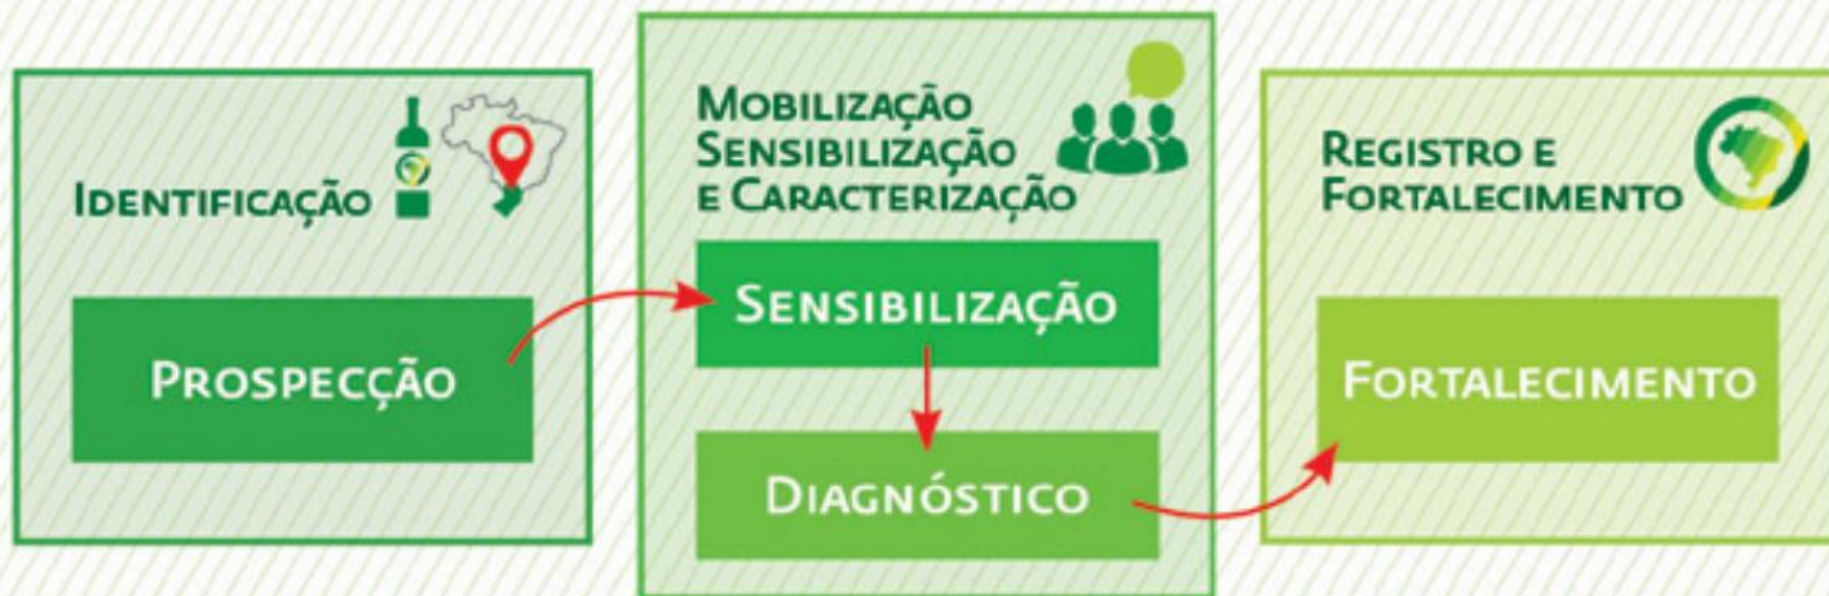 IDENTIFICAÇÃO
PROSPECÇÃO
MOBILIZAÇÃO
SENSIBILIZAÇÃO
E CARACTERIZAÇÃO
SENSIBILIZAÇÃO
DIAGNÓSTICO
REGISTRO E
FORTALECIMENTO
FORTALECIMENTO